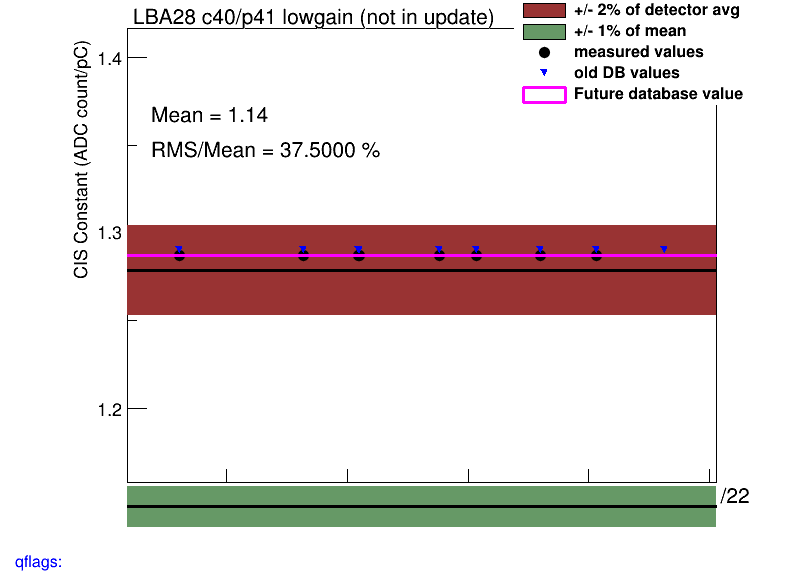 LBA28 c40/p41 lowgain (not in update)
+/- 2% of detector avg
+/- 1% of mean
measured values
old DB values
Future database value
CIS Constant (ADC count/pC)
1.4
Mean = 1.14
RMS/Mean = 37.5000 %
1.3
1.2
/22
qflags: